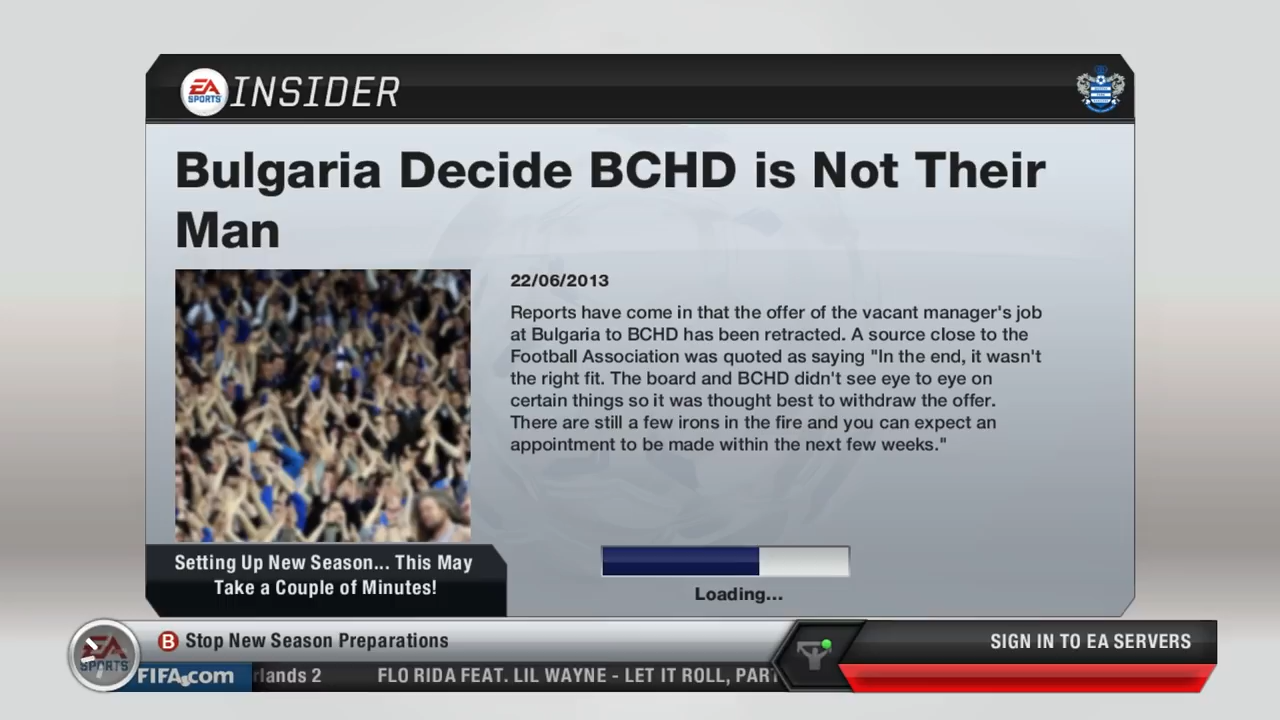 EA
SPORTS
INSIDER
Bulgaria Decide BCHD is Not Their
Man
22/06/2013
Reports have come in that the offer of the vacant manager's job
at Bulgaria to BCHD has been retracted. A source close to the
Football Association was quoted as saying "In the end, it wasn't
the right fit. The board and BCHD didn't see eye to eye on
certain things so it was thought best to withdraw the offer.
There are still a few irons in the fire and you can expect an
appointment to be made within the next few weeks."
Setting Up New Season... This May
Take a Couple of Minutes!
Loading...
B Stop New Season Preparations
SIGN IN TO EA SERVERS
EA
SPORTS
FIFA.com
rlands 2 FLO RIDA FEAT. LIL WAYNE - LET IT ROLL, PART